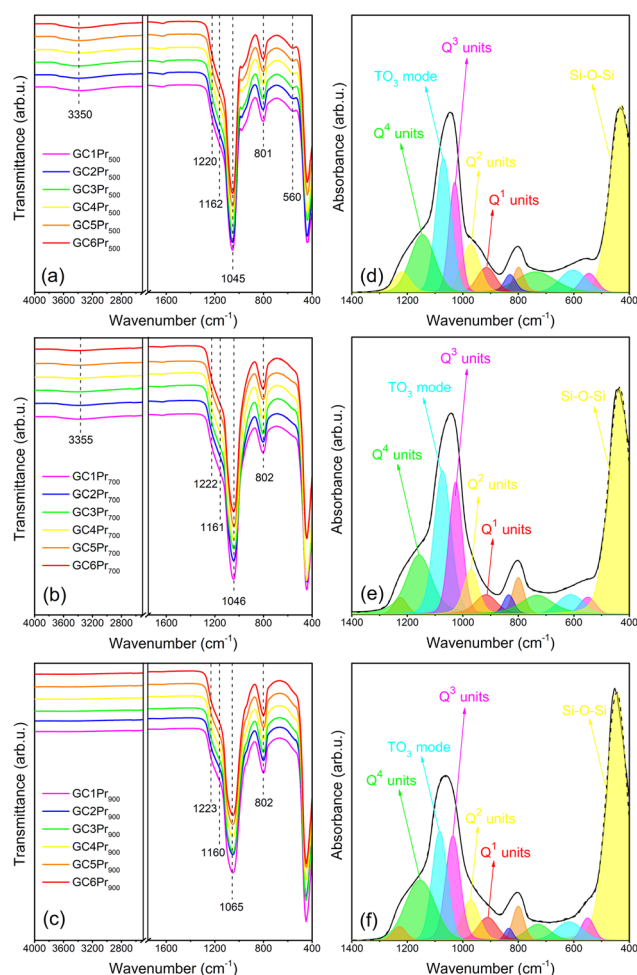 (a)
Transmittance (arb.u.)
3350
1220
1162
1045
801
560
GC1Pr500
GC2Pr500
GC3Pr500
GC4Pr500
GC5Pr500
GC6Pr500
4000 3200 2400 1600 1200 800 400
Wavenumber (cm-1)
(d)
Absorbance (arb.u.)
Q4 units
TO3 mode
Q3 units
Q2 units
Q1 units
Si-O-Si
1400 1200 1000 800 600 400
Wavenumber (cm-1)
(b)
Transmittance (arb.u.)
3355
1222
1161
1046
802
GC1Pr700
GC2Pr700
GC3Pr700
GC4Pr700
GC5Pr700
GC6Pr700
4000 3200 2400 1600 1200 800 400
Wavenumber (cm-1)
(e)
Absorbance (arb.u.)
Q4 units
TO3 mode
Q3 units
Q2 units
Q1 units
Si-O-Si
1400 1200 1000 800 600 400
Wavenumber (cm-1)
(c)
Transmittance (arb.u.)
1223
1160
1065
802
GC1Pr900
GC2Pr900
GC3Pr900
GC4Pr900
GC5Pr900
GC6Pr900
4000 3200 2400 1600 1200 800 400
Wavenumber (cm-1)
(f)
Absorbance (arb.u.)
Q4 units
TO3 mode
Q3 units
Q2 units
Q1 units
Si-O-Si
1400 1200 1000 800 600 400
Wavenumber (cm-1)